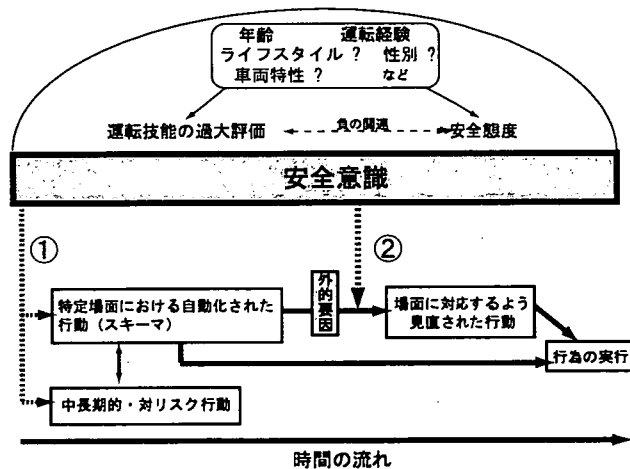 年齢 運転経験
ライフスタイル ? 性別 ?
車両特性 ? など
運転技能の過大評価 負の関連 安全態度
安全意識
① ②
特定場面における自動化された
行動（スキーマ）
外的要因
場面に対応するよう
見直された行動
行為の実行
中長期的・対リスク行動
時間の流れ